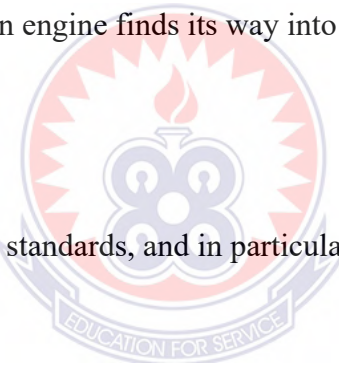 n engine finds its way into
standards, and in particula
EDUCATION FOR SERVICE